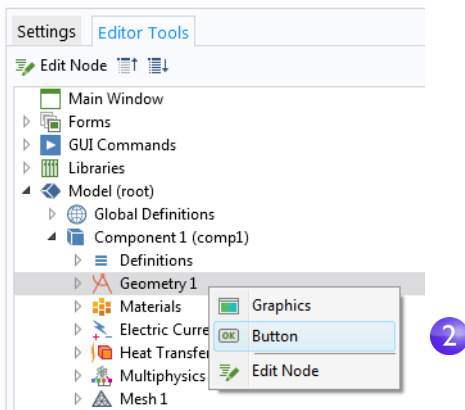 Settings Editor Tools
Edit Node
Main Window
Forms
GUI Commands
Libraries
Model (root)
Global Definitions
Component 1 (comp1)
Definitions
Geometry 1
Materials Graphics
Electric Curre OK Button 2
Heat Transfer
Multiphysics Edit Node
Mesh 1